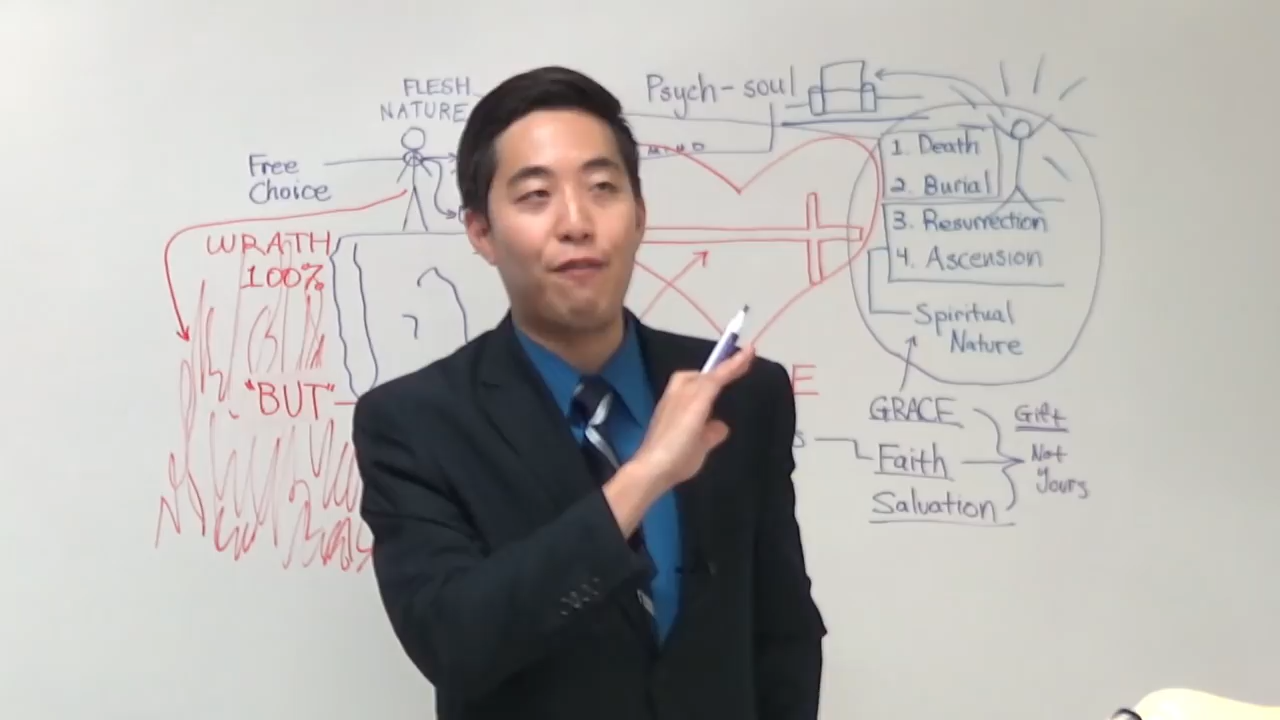 FLESH
NATURE
Psych-soul
Free
Choice
1. Death
2. Burial
3. Resurrection
4. Ascension
WRATH
100%
Spiritual
Nature
"BUT"
E
GRACE
Faith
Salvation
Gift
Not
Yours
S